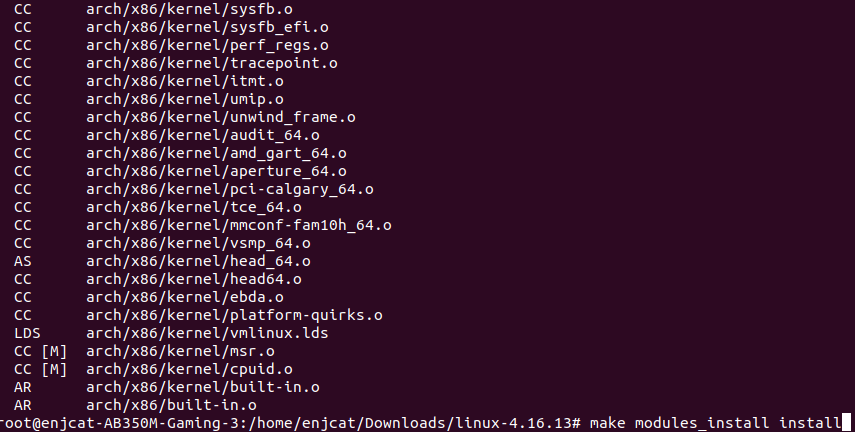 CC arch/x86/kernel/sysfb.o
CC arch/x86/kernel/sysfb_efi.o
CC arch/x86/kernel/perf_regs.o
CC arch/x86/kernel/tracepoint.o
CC arch/x86/kernel/itmt.o
CC arch/x86/kernel/umip.o
CC arch/x86/kernel/unwind_frame.o
CC arch/x86/kernel/audit_64.o
CC arch/x86/kernel/amd_gart_64.o
CC arch/x86/kernel/aperture_64.o
CC arch/x86/kernel/pci-calgary_64.o
CC arch/x86/kernel/tce_64.o
CC arch/x86/kernel/mmconf-fam10h_64.o
CC arch/x86/kernel/vsmp_64.o
AS arch/x86/kernel/head_64.o
CC arch/x86/kernel/head64.o
CC arch/x86/kernel/ebda.o
CC arch/x86/kernel/platform-quirks.o
LDS arch/x86/kernel/vmlinux.lds
CC [M] arch/x86/kernel/msr.o
CC [M] arch/x86/kernel/cpuid.o
AR arch/x86/kernel/built-in.o
AR arch/x86/built-in.o
root@enjcat-AB350M-Gaming-3:/home/enjcat/Downloads/linux-4.16.13# make modules_install install